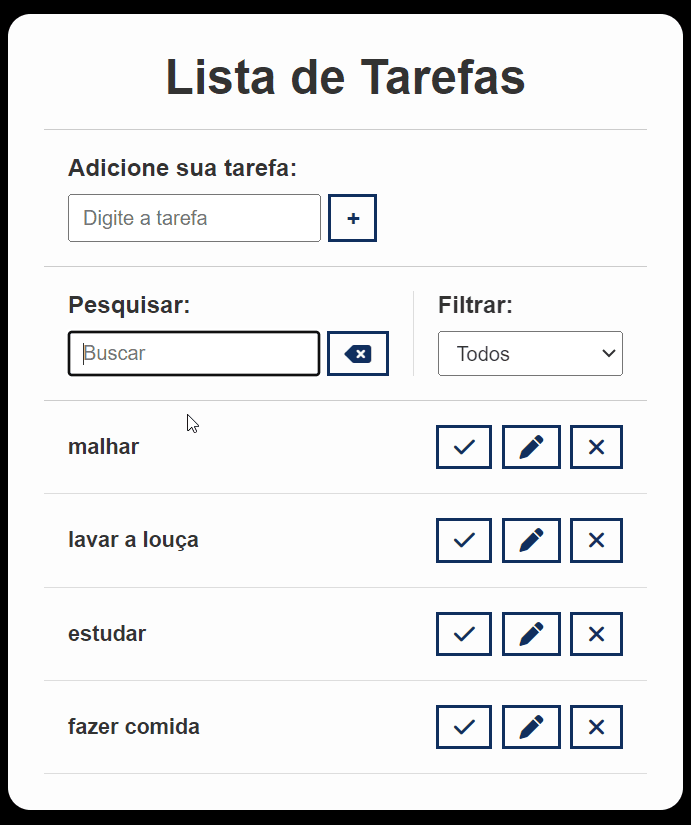 Lista de Tarefas
Adicione sua tarefa:
Digite a tarefa
+
Pesquisar:
Filtrar:
Buscar
Todos
malhar
lavar a louça
estudar
fazer comida